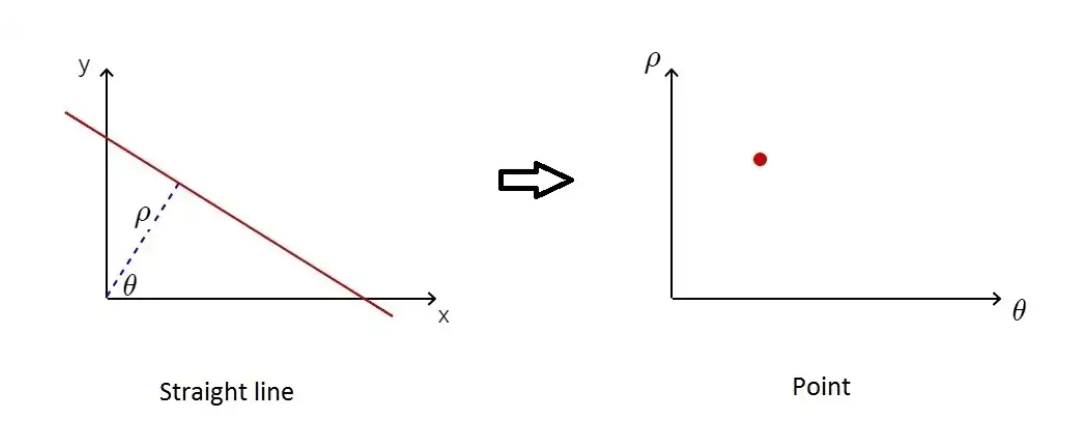 y
ρ
θ
x
Straight line
ρ
θ
Point